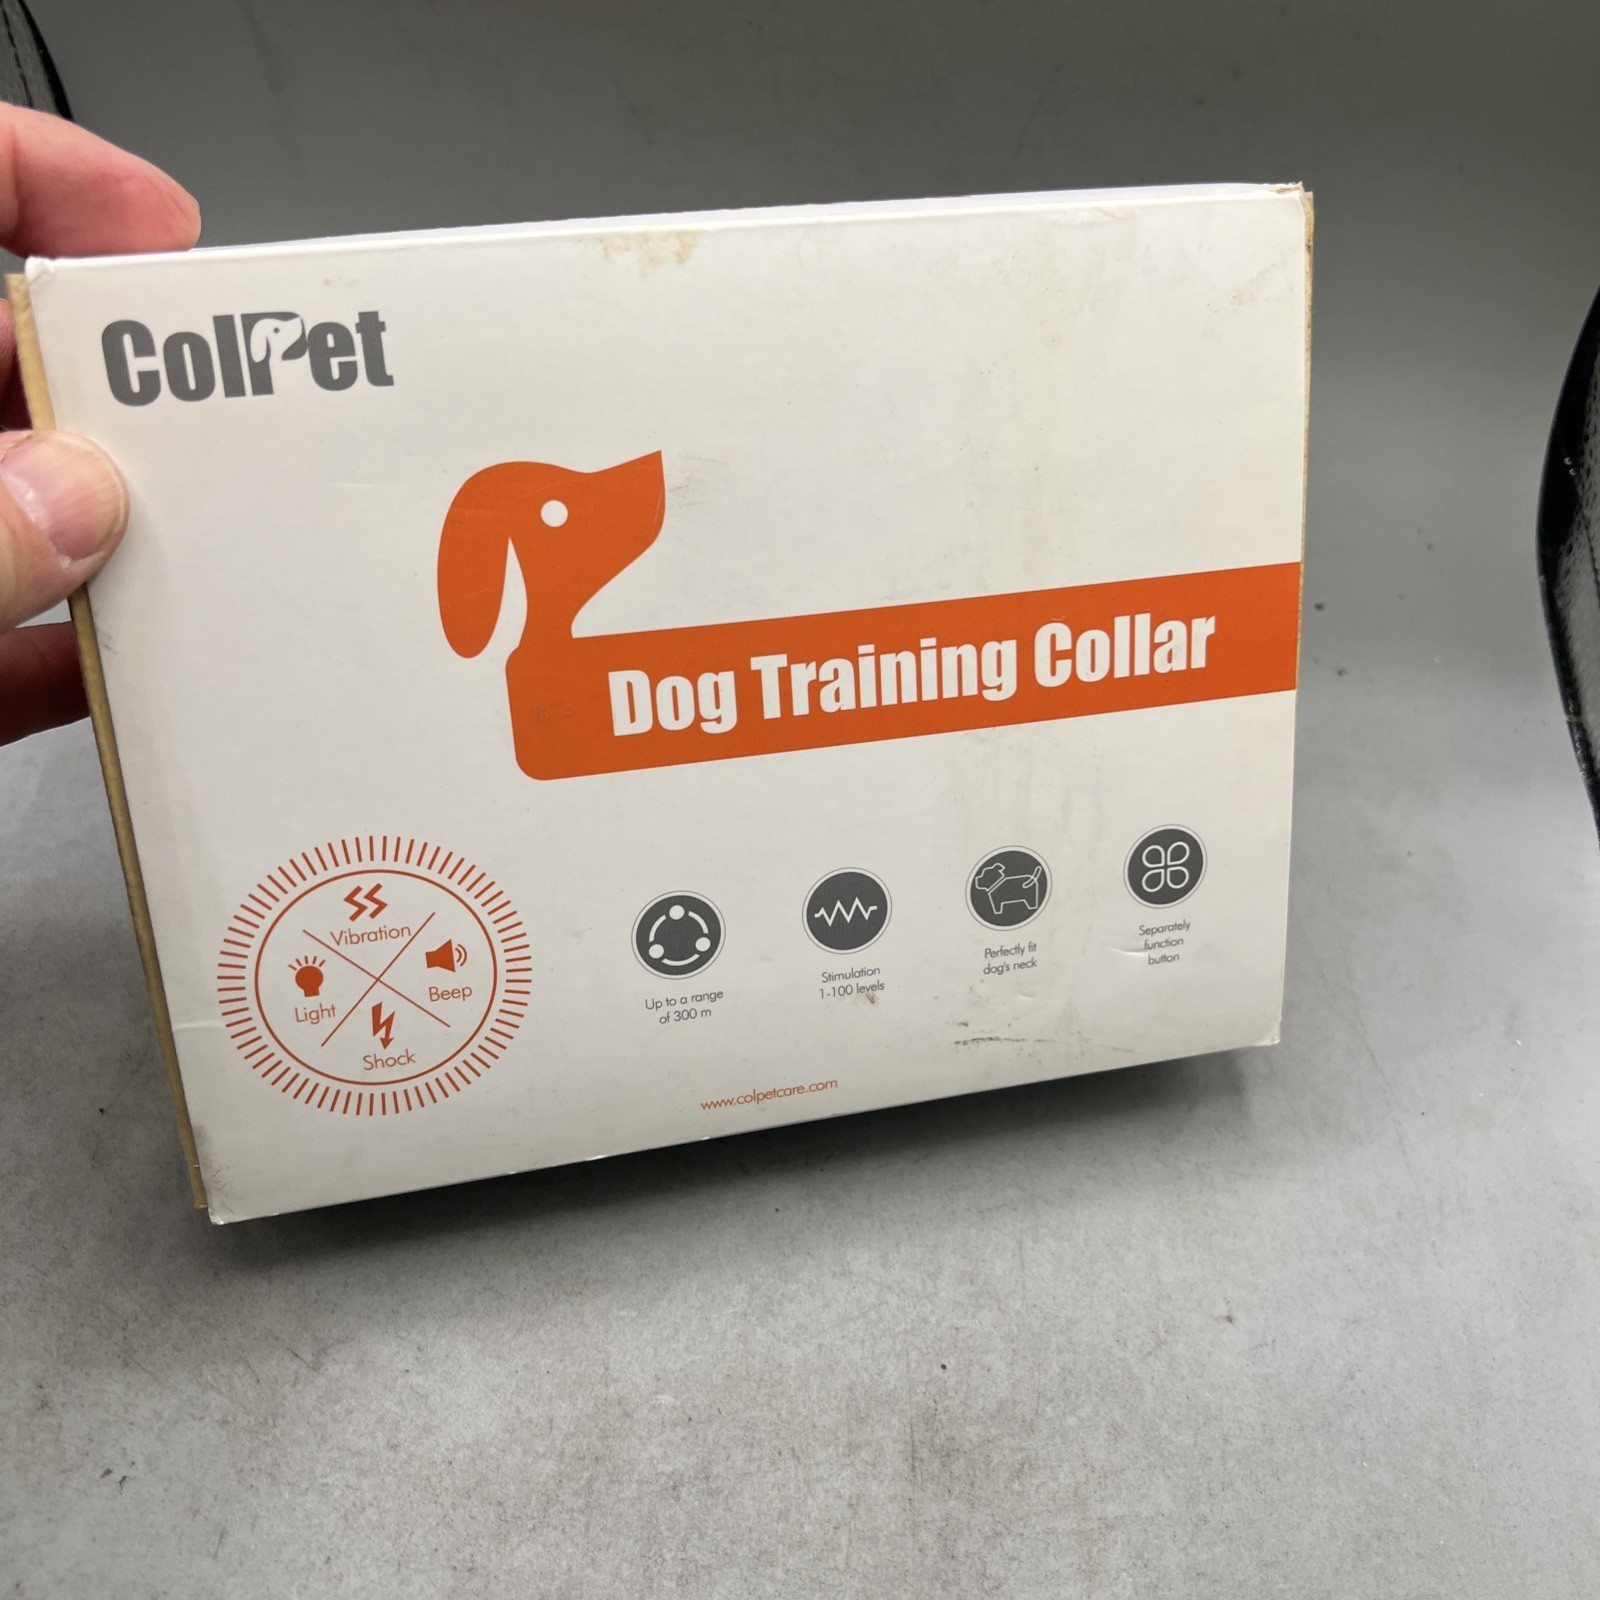 ColPet
Dog Training Collar
Vibration
Light
Beep
Shock
Up to a range
of 300 m
Stimulation
1-100 levels
Perfectly fit
dog's neck
Separately
function
button
www.colpetcare.com